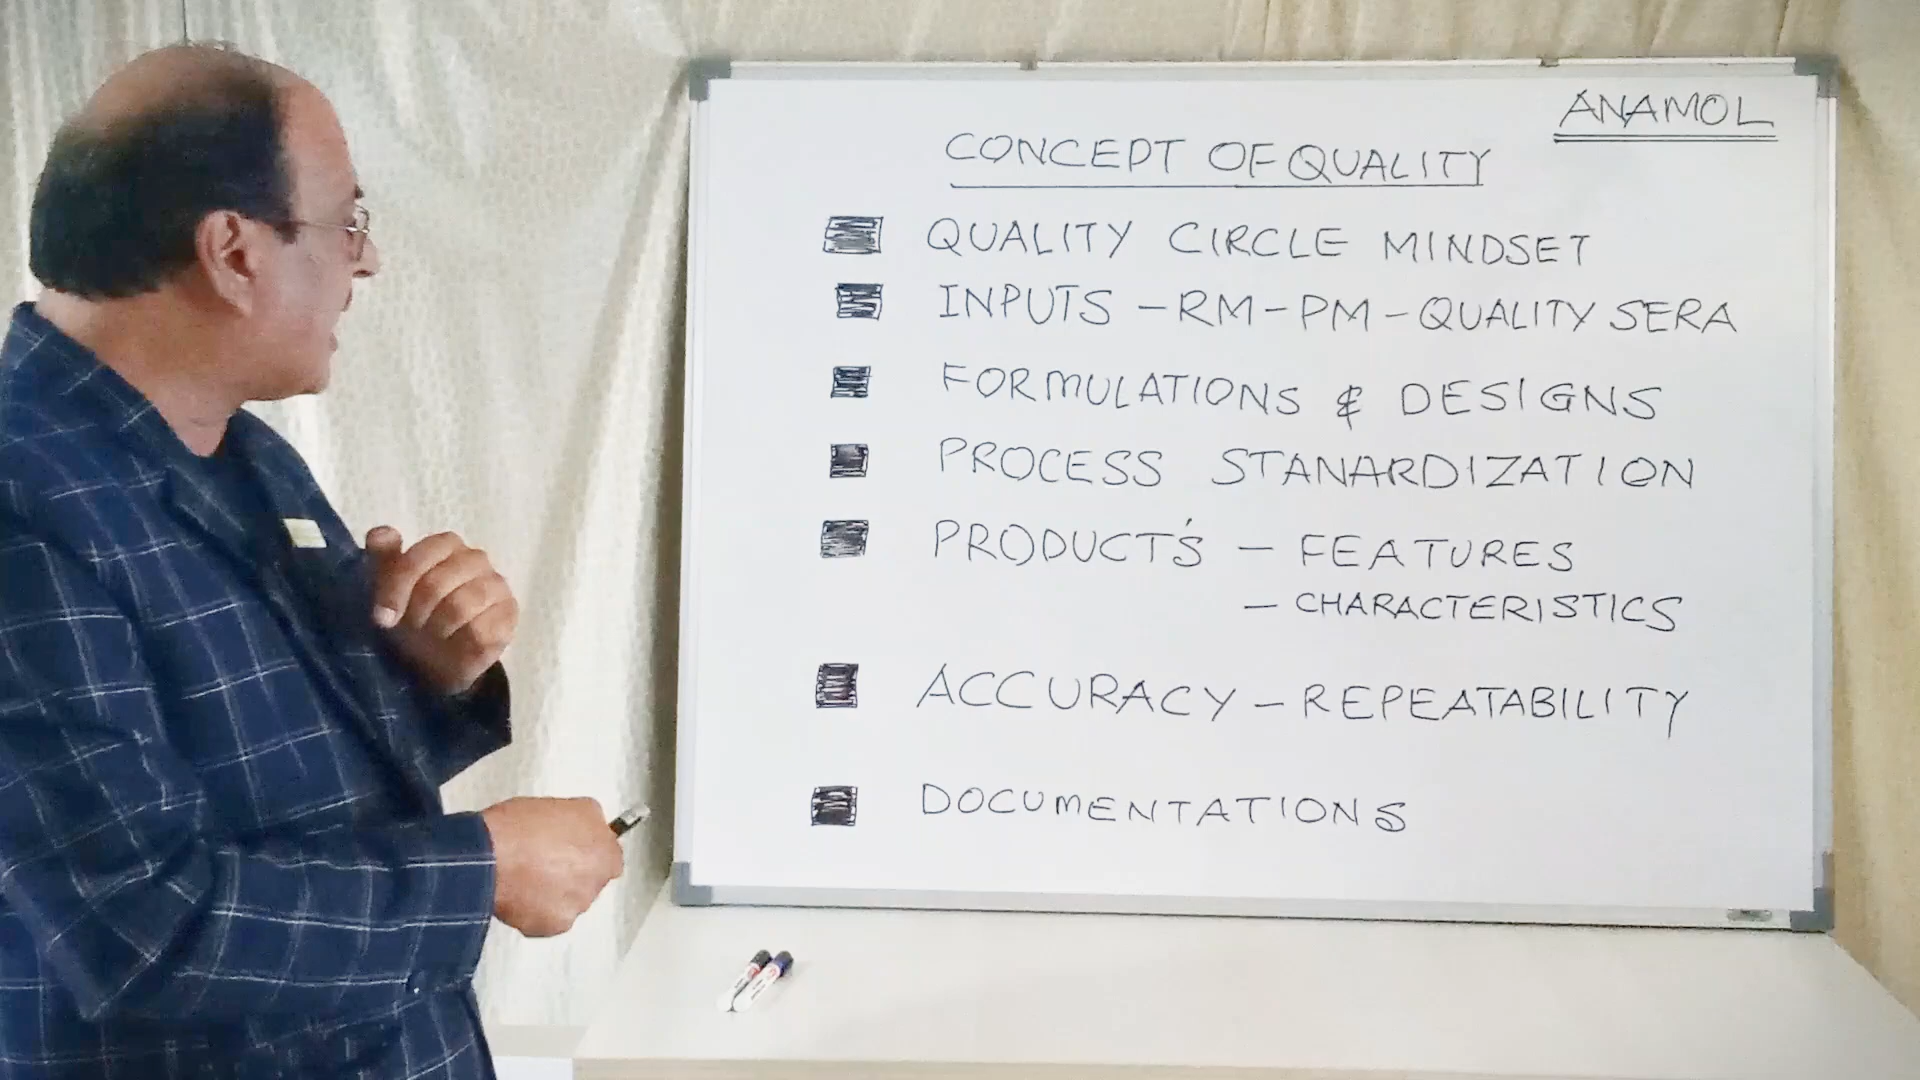 ANAMOL
CONCEPT OF QUALITY
QUALITY CIRCLE MINDSET
INPUTS - RM - PM - QUALITY SERA
FORMULATIONS & DESIGNS
PROCESS STANARDIZATION
PRODUCT'S - FEATURES
- CHARACTERISTICS
ACCURACY - REPEATABILITY
DOCUMENTATIONS